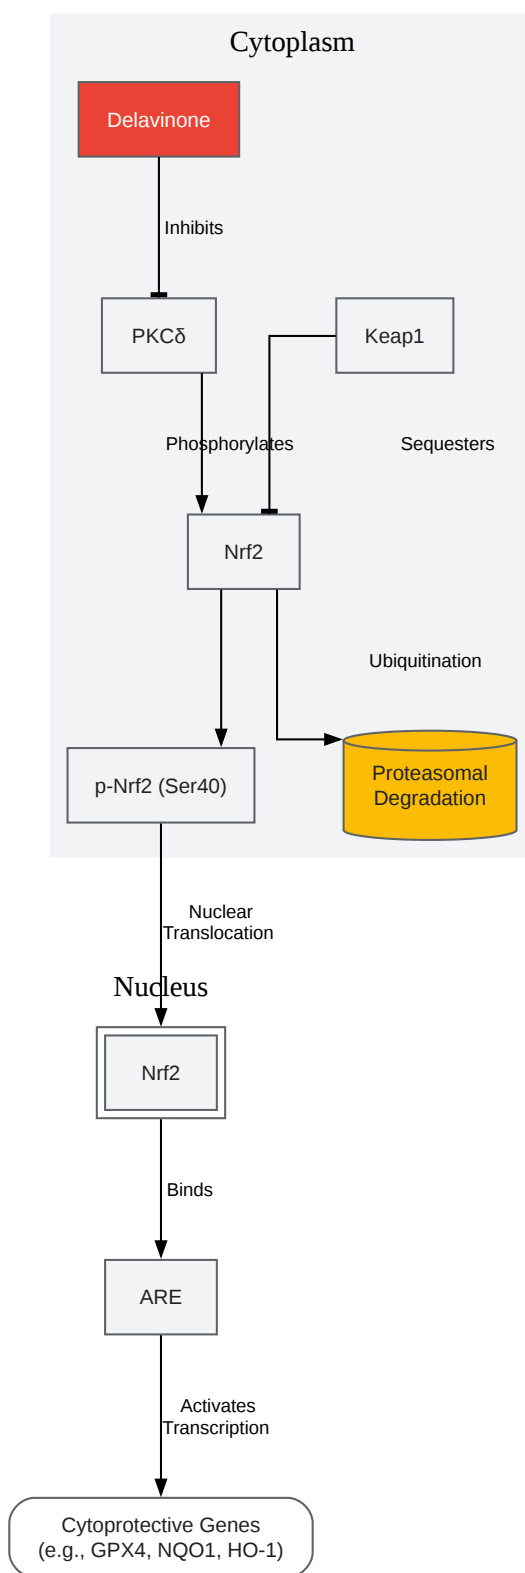 Cytoplasm
Delavinone
Inhibits
PKCδ
Keap1
Phosphorylates
Sequesters
Nrf2
Ubiquitination
p-Nrf2 (Ser40)
Proteasomal
Degradation
Nuclear
Translocation
Nucleus
Nrf2
Binds
ARE
Activates
Transcription
Cytoprotective Genes
(e.g., GPX4, NQO1, HO-1)